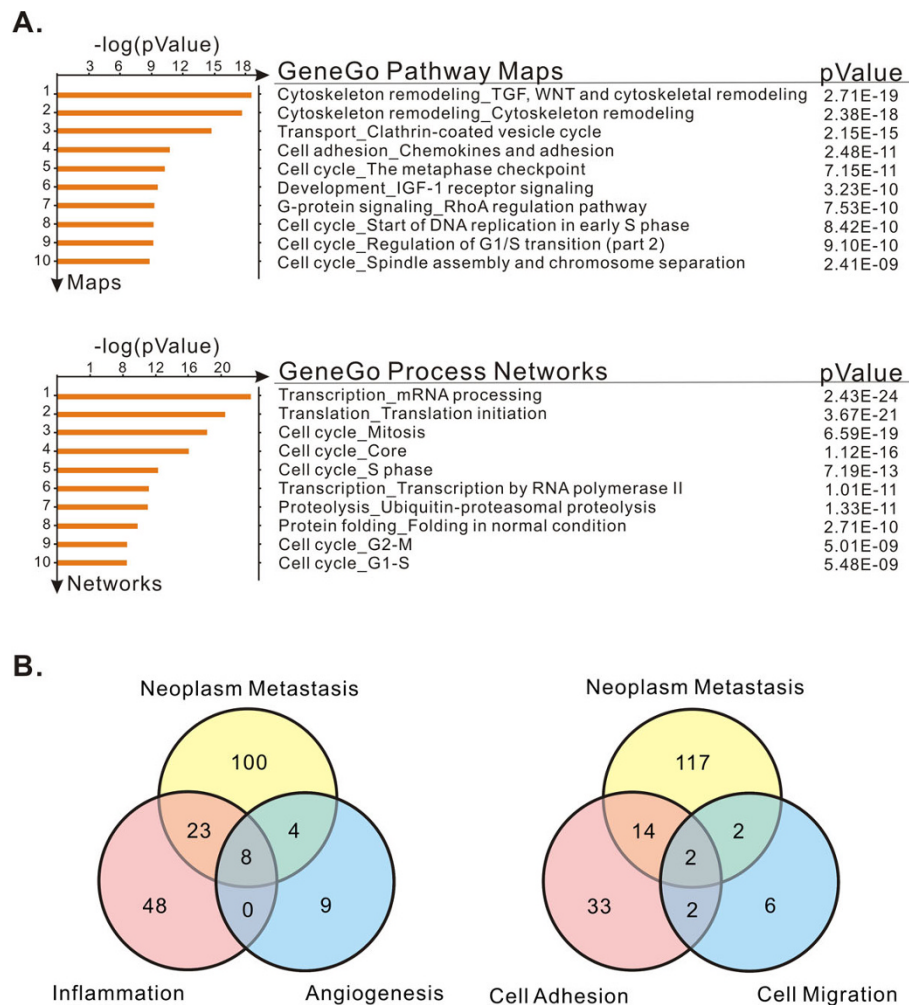 A.
-log(pValue)
3 6 9 12 15 18
GeneGo Pathway Maps pValue
1 Cytoskeleton remodeling_TGF, WNT and cytoskeletal remodeling 2.71E-19
2 Cytoskeleton remodeling_Cytoskeleton remodeling 2.38E-18
3 Transport_Clathrin-coated vesicle cycle 2.15E-15
4 Cell adhesion_Chemokines and adhesion 2.48E-11
5 Cell cycle_The metaphase checkpoint 7.15E-11
6 Development_IGF-1 receptor signaling 3.23E-10
7 G-protein signaling_RhoA regulation pathway 7.53E-10
8 Cell cycle_Start of DNA replication in early S phase 8.42E-10
9 Cell cycle_Regulation of G1/S transition (part 2) 9.10E-10
10 Cell cycle_Spindle assembly and chromosome separation 2.41E-09
Maps
-log(pValue)
1 8 12 16 20
GeneGo Process Networks pValue
1 Transcription_mRNA processing 2.43E-24
2 Translation_Translation initiation 3.67E-21
3 Cell cycle_Mitosis 6.59E-19
4 Cell cycle_Core 1.12E-16
5 Cell cycle_S phase 7.19E-13
6 Transcription_Transcription by RNA polymerase II 1.01E-11
7 Proteolysis_Ubiquitin-proteasomal proteolysis 1.33E-11
8 Protein folding_Folding in normal condition 2.71E-10
9 Cell cycle_G2-M 5.01E-09
10 Cell cycle_G1-S 5.48E-09
Networks
B.
Neoplasm Metastasis
100
23 4
8
48 0 9
Inflammation Angiogenesis
Neoplasm Metastasis
117
14 2
2
33 2 6
Cell Adhesion Cell Migration